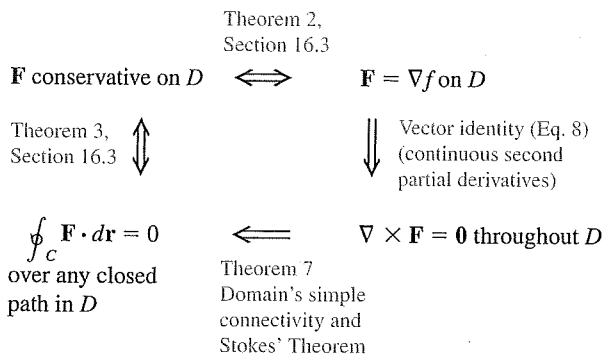 Theorem 2,
Section 16.3
F conservative on D ⟺ F = ∇f on D
Theorem 3,
Section 16.3
Vector identity (Eq. 8)
(continuous second
partial derivatives)
∮_C F · dr = 0 ⟸ ∇ × F = 0 throughout D
over any closed
path in D
Theorem 7
Domain's simple
connectivity and
Stokes' Theorem